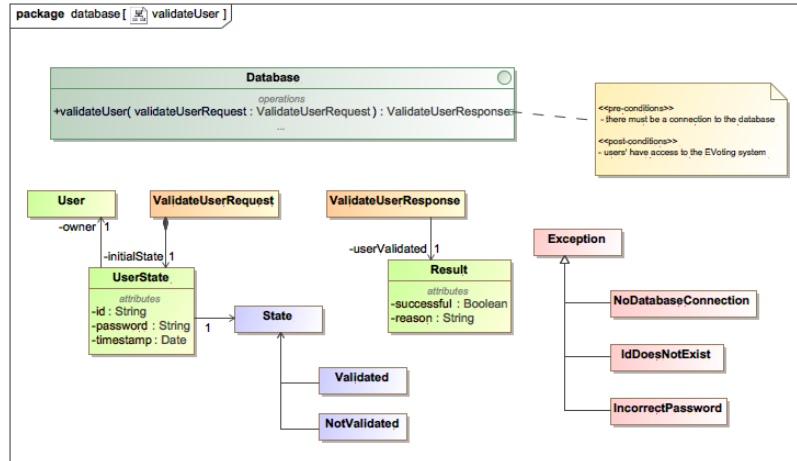 package database[ validateUser ]
Database
operations
+validateUser( validateUserRequest : ValidateUserRequest ) : ValidateUserResponse
...
<<pre-conditions>>
- there must be a connection to the database
<<post-conditions>>
- users' have access to the EVoting system
User
ValidateUserRequest
ValidateUserResponse
-owner 1
-initialState 1
-userValidated 1
Exception
UserState
attributes
-id : String
-password : String
-timestamp : Date
1
State
Result
attributes
-successful : Boolean
-reason : String
NoDatabaseConnection
IdDoesNotExist
IncorrectPassword
Validated
NotValidated